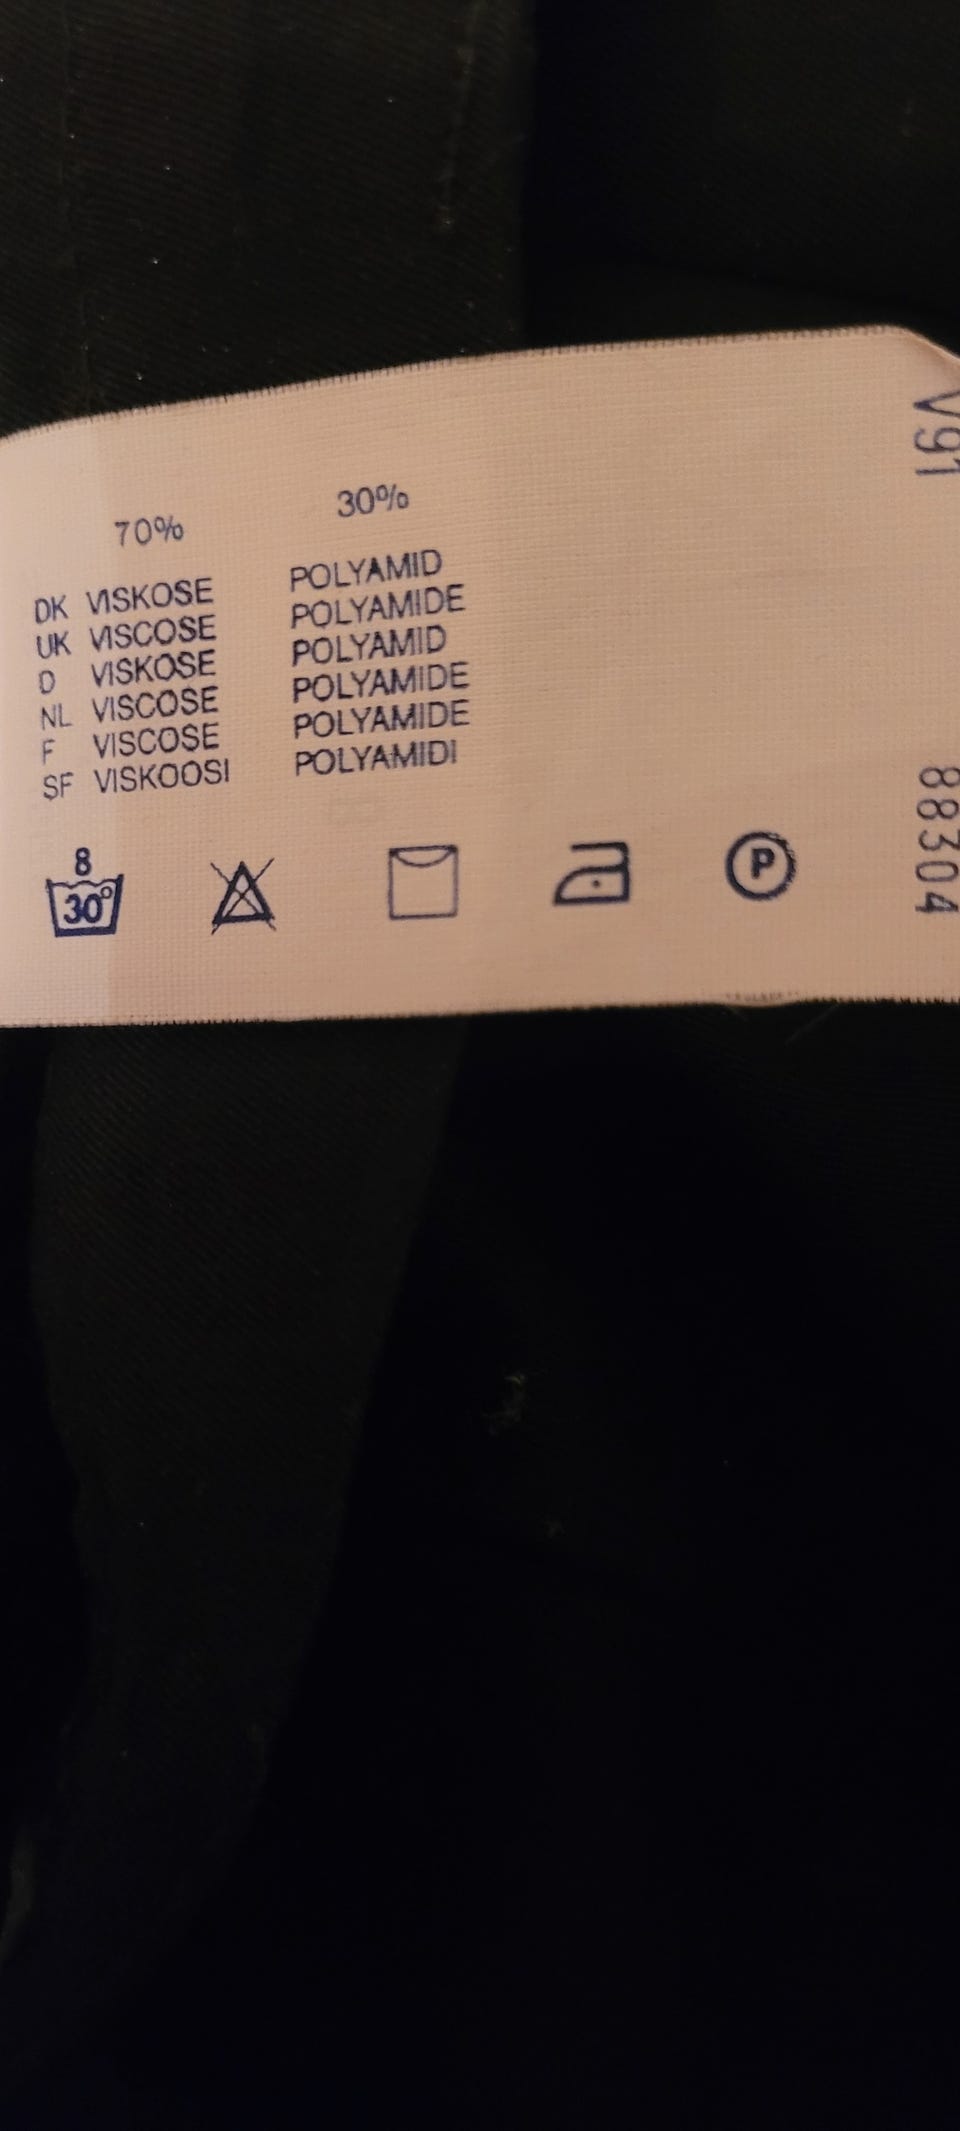 70% 30%
DK VISKOSE POLYAMID
UK VISCOSE POLYAMIDE
D VISKOSE POLYAMID
NL VISCOSE POLYAMIDE
F VISCOSE POLYAMIDE
SF VISKOOSI POLYAMIDI
8
30°
P
V91
88304